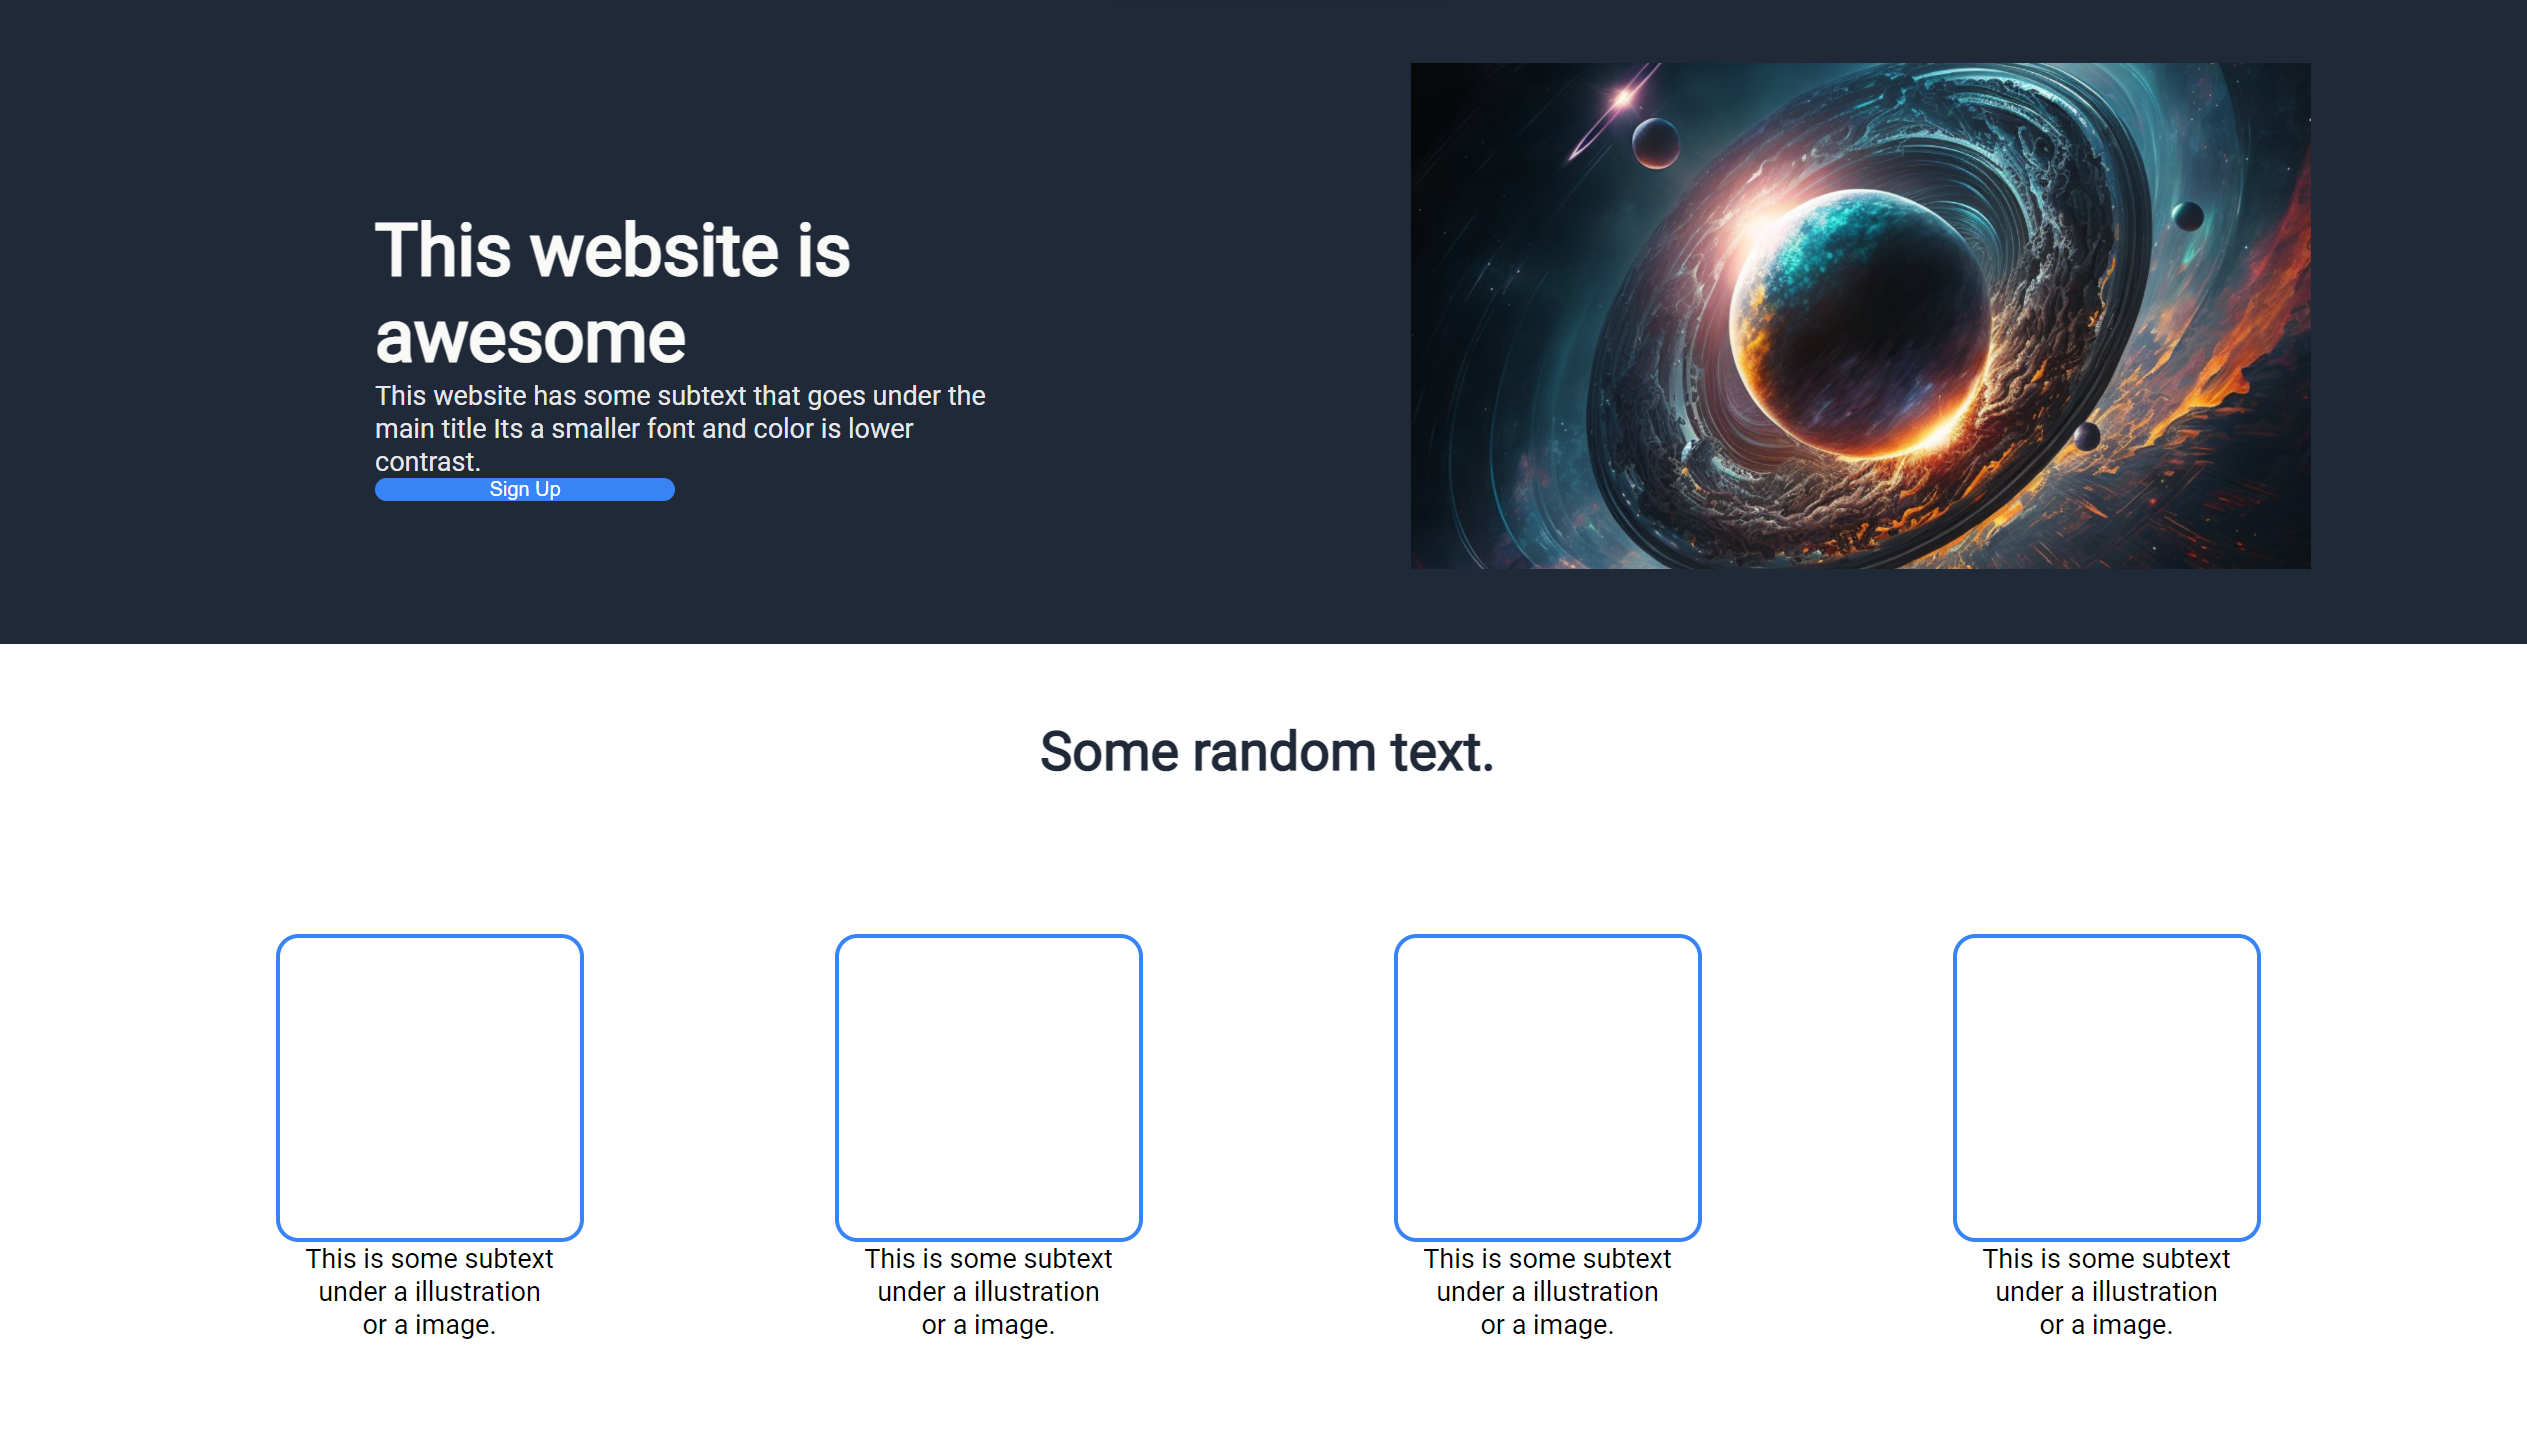 This website is
awesome
This website has some subtext that goes under the
main title Its a smaller font and color is lower
contrast.
Sign Up
Some random text.
This is some subtext
under a illustration
or a image.
This is some subtext
under a illustration
or a image.
This is some subtext
under a illustration
or a image.
This is some subtext
under a illustration
or a image.